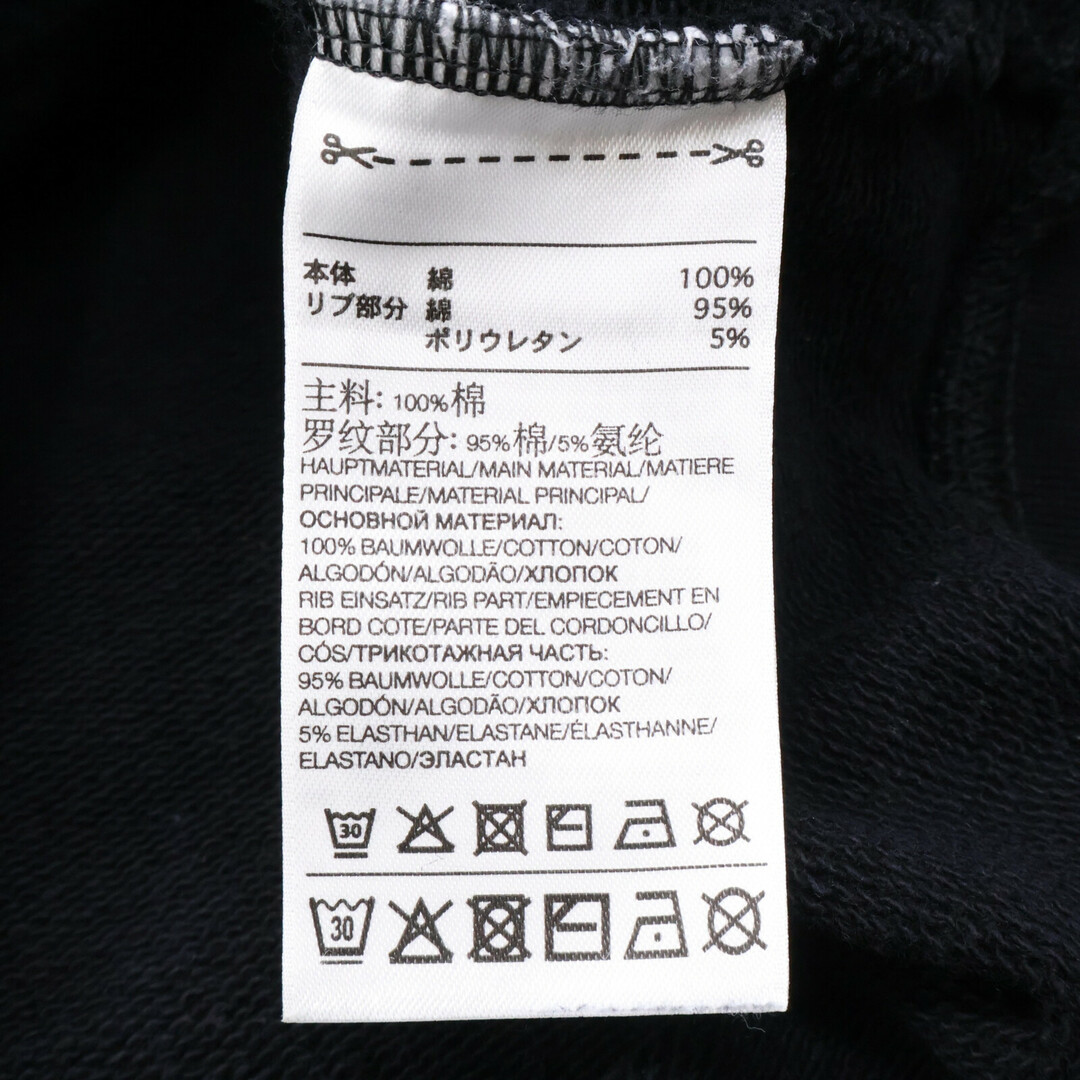 本体 綿 100%
リブ部分 綿 95%
ポリウレタン 5%
主料: 100%棉
罗纹部分: 95%棉/5%氨纶
HAUPTMATERIAL/MAIN MATERIAL/MATIERE
PRINCIPALE/MATERIAL PRINCIPAL/
ОСНОВНОЙ МАТЕРИАЛ:
100% BAUMWOLLE/COTTON/COTON/
ALGODÓN/ALGODÃO/ХЛОПОК
RIB EINSATZ/RIB PART/EMPIECEMENT EN
BORD COTE/PARTE DEL CORDONCILLO/
CÓS/ТРИКОТАЖНАЯ ЧАСТЬ:
95% BAUMWOLLE/COTTON/COTON/
ALGODÓN/ALGODÃO/ХЛОПОК
5% ELASTHAN/ELASTANE/ÉLASTHANNE/
ELASTANO/ЭЛАСТАН
30
30